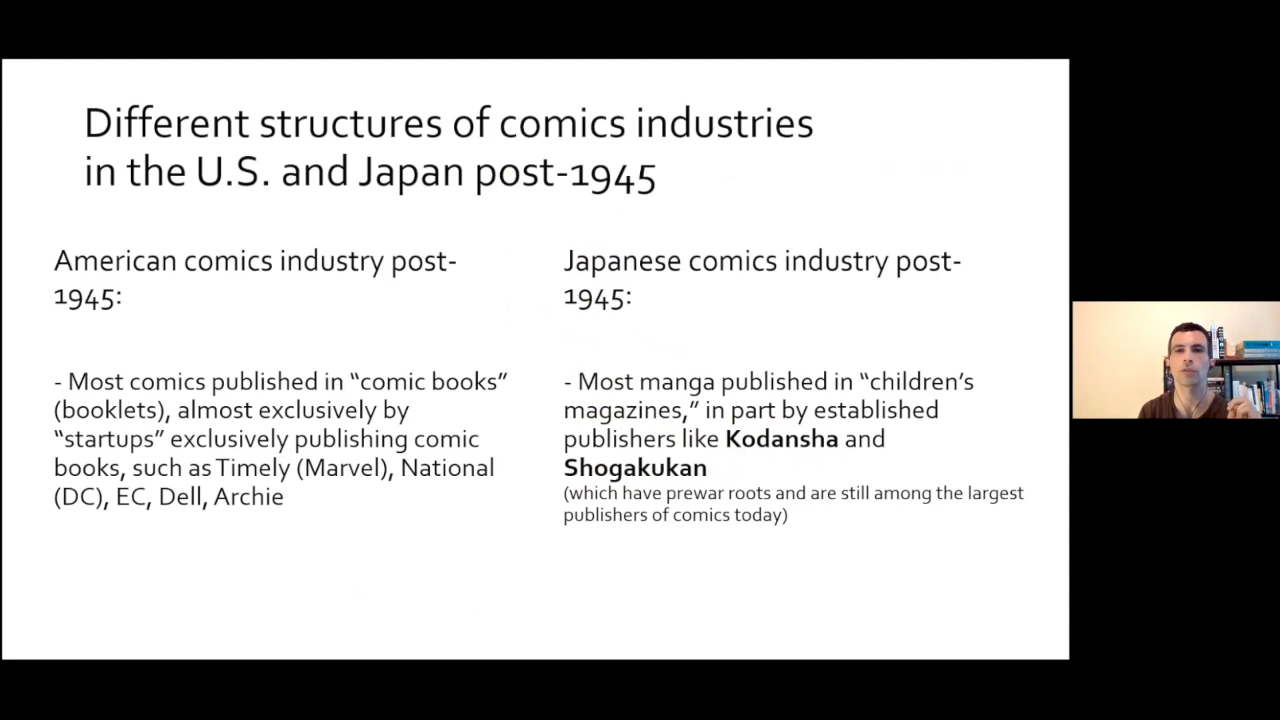 Different structures of comics industries
in the U.S. and Japan post-1945
American comics industry post-
1945:
- Most comics published in “comic books”
(booklets), almost exclusively by
“startups” exclusively publishing comic
books, such as Timely (Marvel), National
(DC), EC, Dell, Archie
Japanese comics industry post-
1945:
- Most manga published in “children’s
magazines,” in part by established
publishers like Kodansha and
Shogakukan
(which have prewar roots and are still among the largest
publishers of comics today)